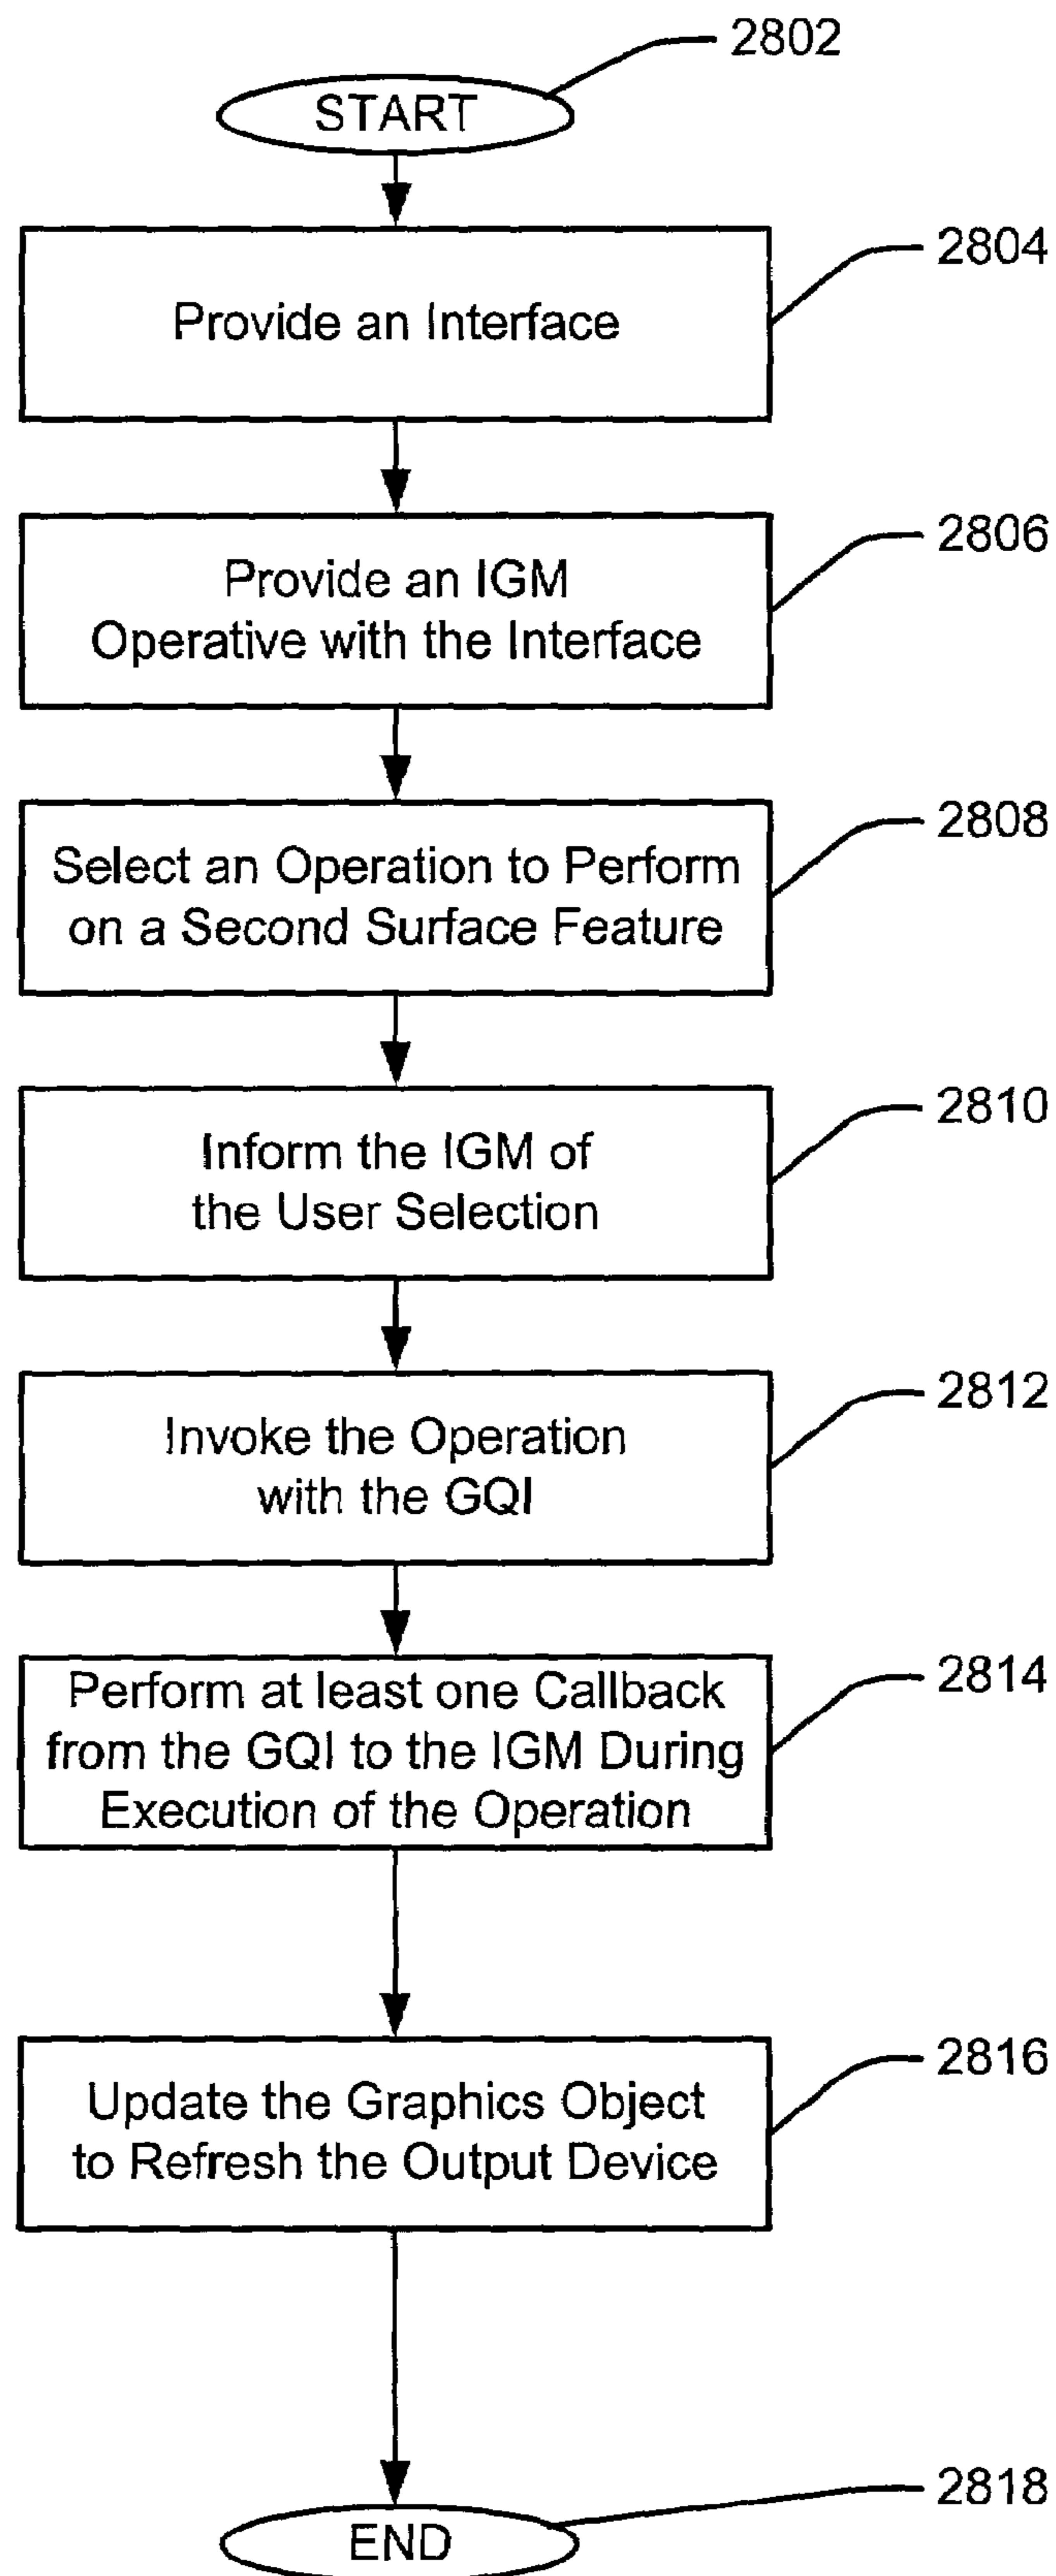 2802
START
2804
Provide an Interface
2806
Provide an IGM
Operative with the Interface
2808
Select an Operation to Perform
on a Second Surface Feature
2810
Inform the IGM of
the User Selection
2812
Invoke the Operation
with the GQI
2814
Perform at least one Callback
from the GQI to the IGM During
Execution of the Operation
2816
Update the Graphics Object
to Refresh the Output Device
2818
END